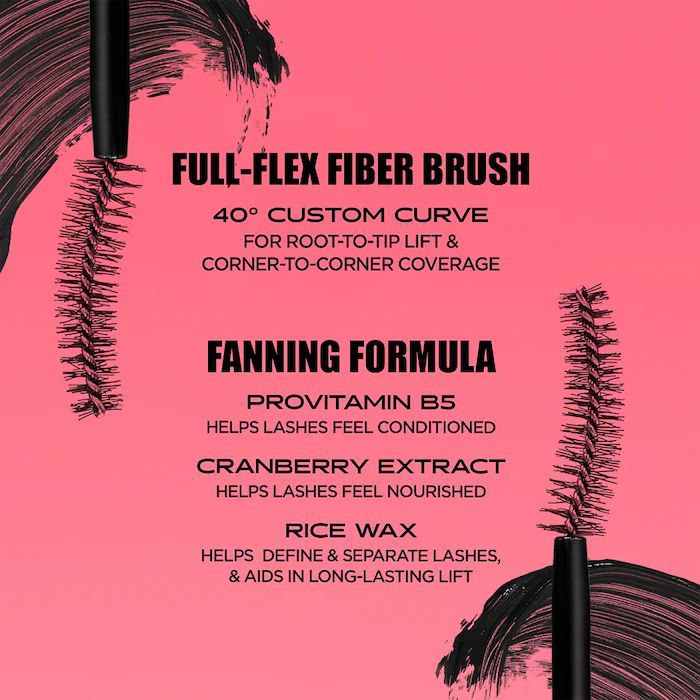 FULL-FLEX FIBER BRUSH
40° CUSTOM CURVE
FOR ROOT-TO-TIP LIFT &
CORNER-TO-CORNER COVERAGE
FANNING FORMULA
PROVITAMIN B5
HELPS LASHES FEEL CONDITIONED
CRANBERRY EXTRACT
HELPS LASHES FEEL NOURISHED
RICE WAX
HELPS DEFINE & SEPARATE LASHES,
& AIDS IN LONG-LASTING LIFT